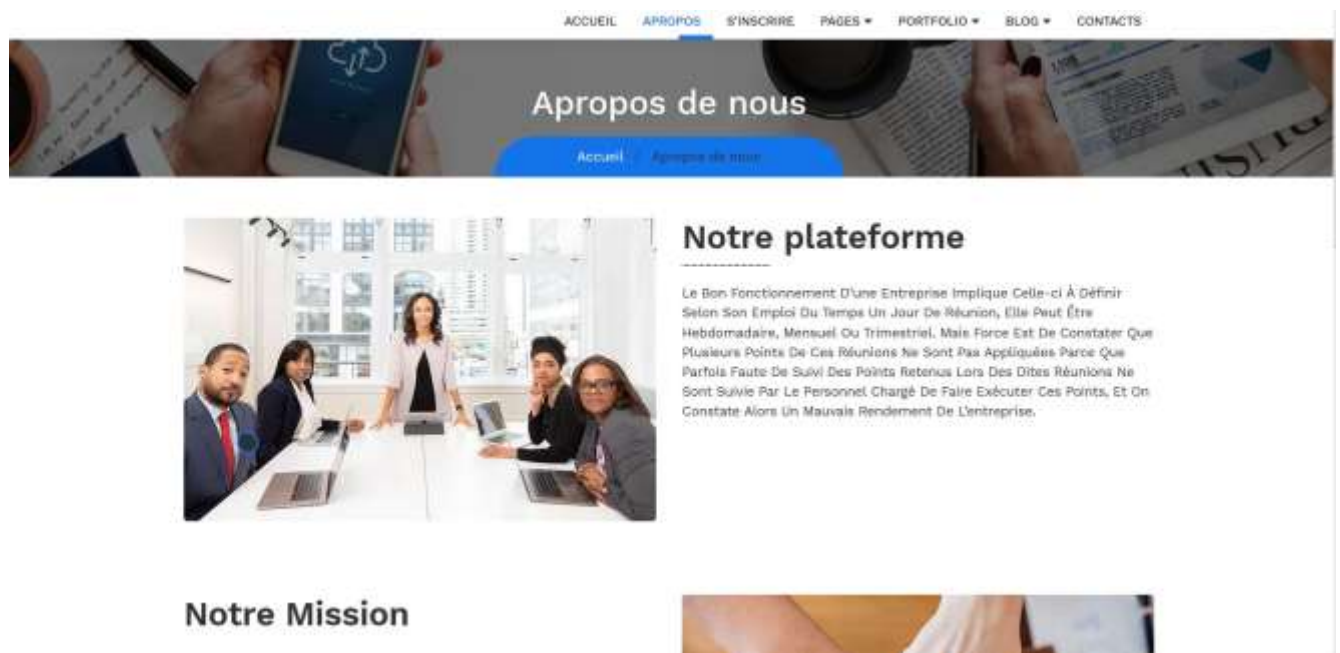 ACCUEIL APROPOS S'INSCRIRE PAGES PORTFOLIO BLOG CONTACTS
Apropos de nous
Accueil / Apropos de nous
Notre plateforme
Le Bon Fonctionnement D'une Entreprise Implique Celle-ci À Définir
Selon Son Emploi Du Temps Un Jour De Réunion, Elle Peut Être
Hebdomadaire, Mensuel Ou Trimestriel. Mais Force Est De Constater Que
Plusieurs Points De Ces Réunions Ne Sont Pas Appliquées Parce Que
Parfois Faute De Suivi Des Points Retenus Lors Des Dites Réunions Ne
Sont Suivie Par Le Personnel Chargé De Faire Exécuter Ces Points, Et On
Constate Alors Un Mauvais Rendement De L'entreprise.
Notre Mission